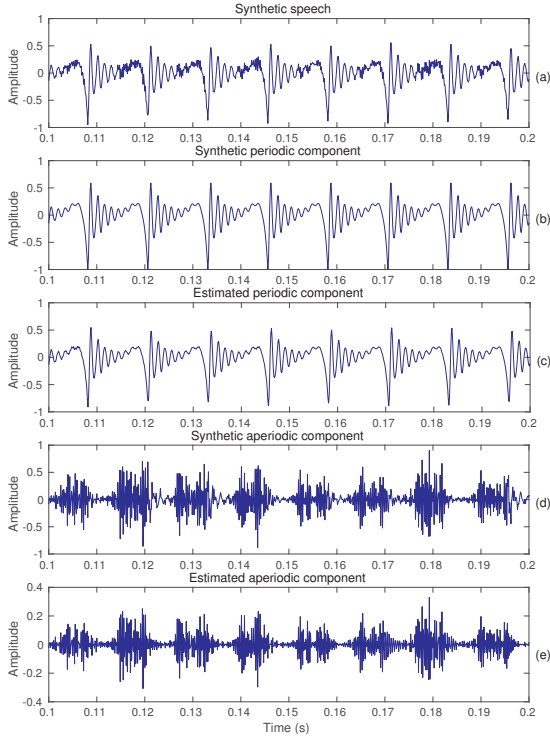 Synthetic speech
1
0.5
0
-0.5
-1
Amplitude
(a)
0.1 0.11 0.12 0.13 0.14 0.15 0.16 0.17 0.18 0.19 0.2
Synthetic periodic component
1
0.5
0
-0.5
-1
Amplitude
(b)
0.1 0.11 0.12 0.13 0.14 0.15 0.16 0.17 0.18 0.19 0.2
Estimated periodic component
1
0.5
0
-0.5
-1
Amplitude
(c)
0.1 0.11 0.12 0.13 0.14 0.15 0.16 0.17 0.18 0.19 0.2
Synthetic aperiodic component
1
0.5
0
-0.5
-1
Amplitude
(d)
0.1 0.11 0.12 0.13 0.14 0.15 0.16 0.17 0.18 0.19 0.2
Estimated aperiodic component
0.4
0.2
0
-0.2
-0.4
Amplitude
(e)
0.1 0.11 0.12 0.13 0.14 0.15 0.16 0.17 0.18 0.19 0.2
Time (s)